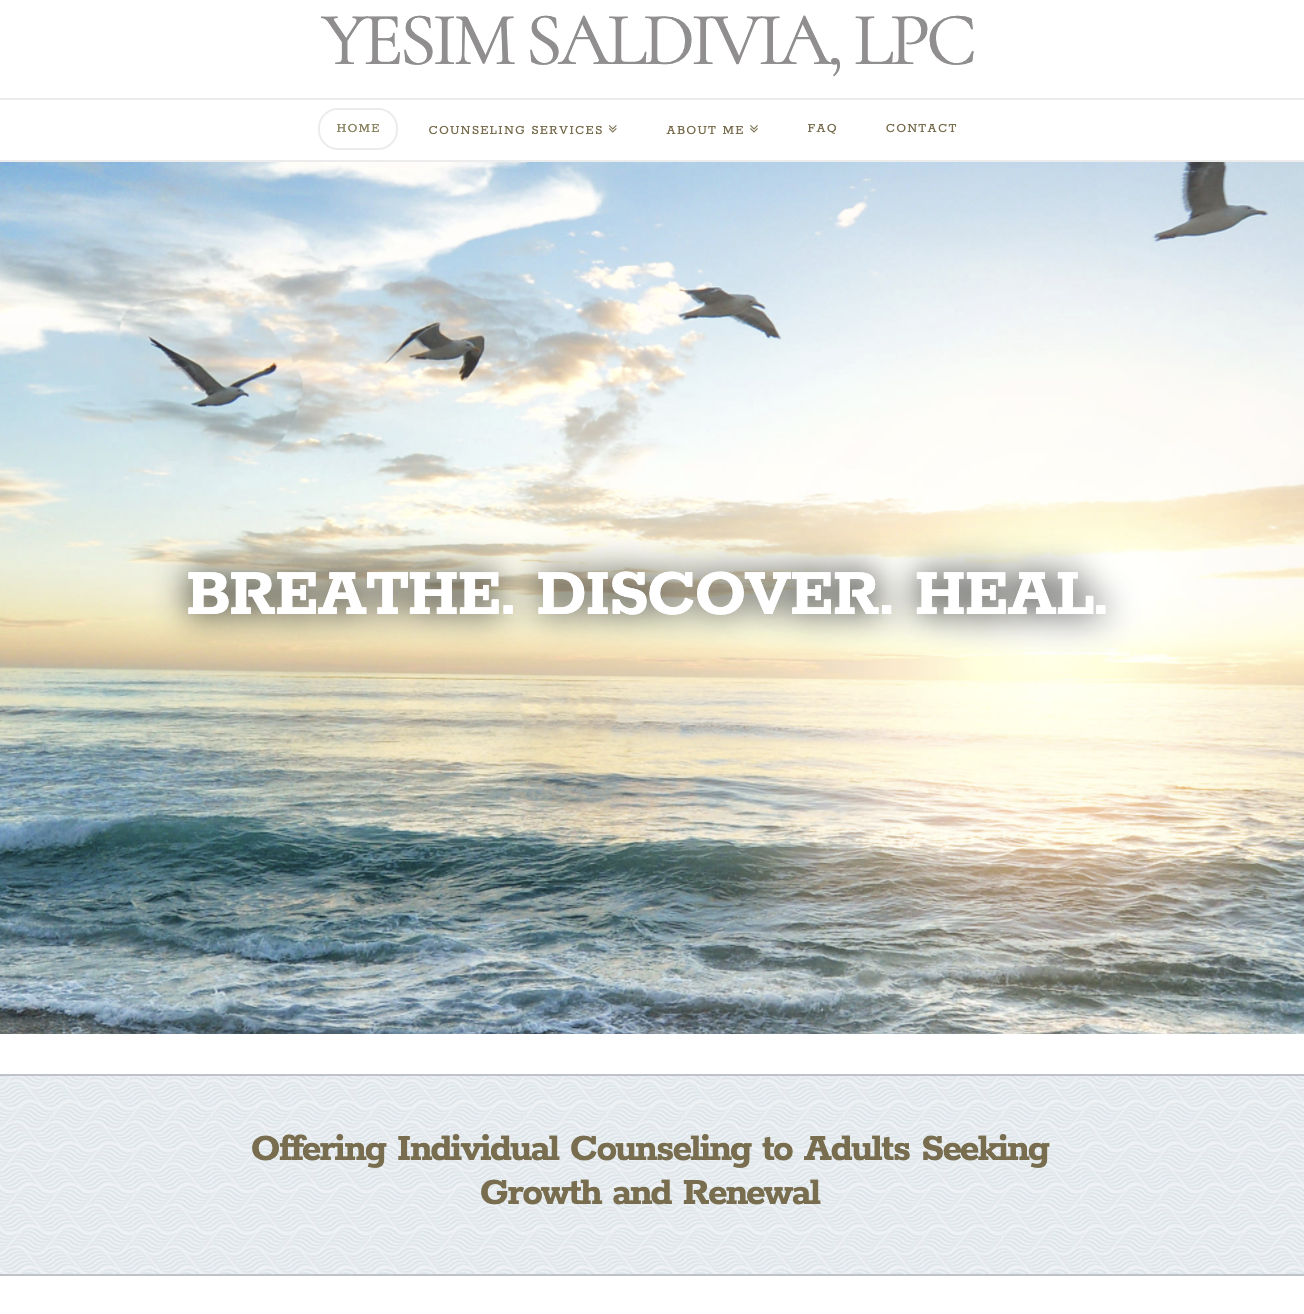 YESIM SALDIVIA, LPC
HOME COUNSELING SERVICES ABOUT ME FAQ CONTACT
BREATHE. DISCOVER. HEAL.
Offering Individual Counseling to Adults Seeking
Growth and Renewal